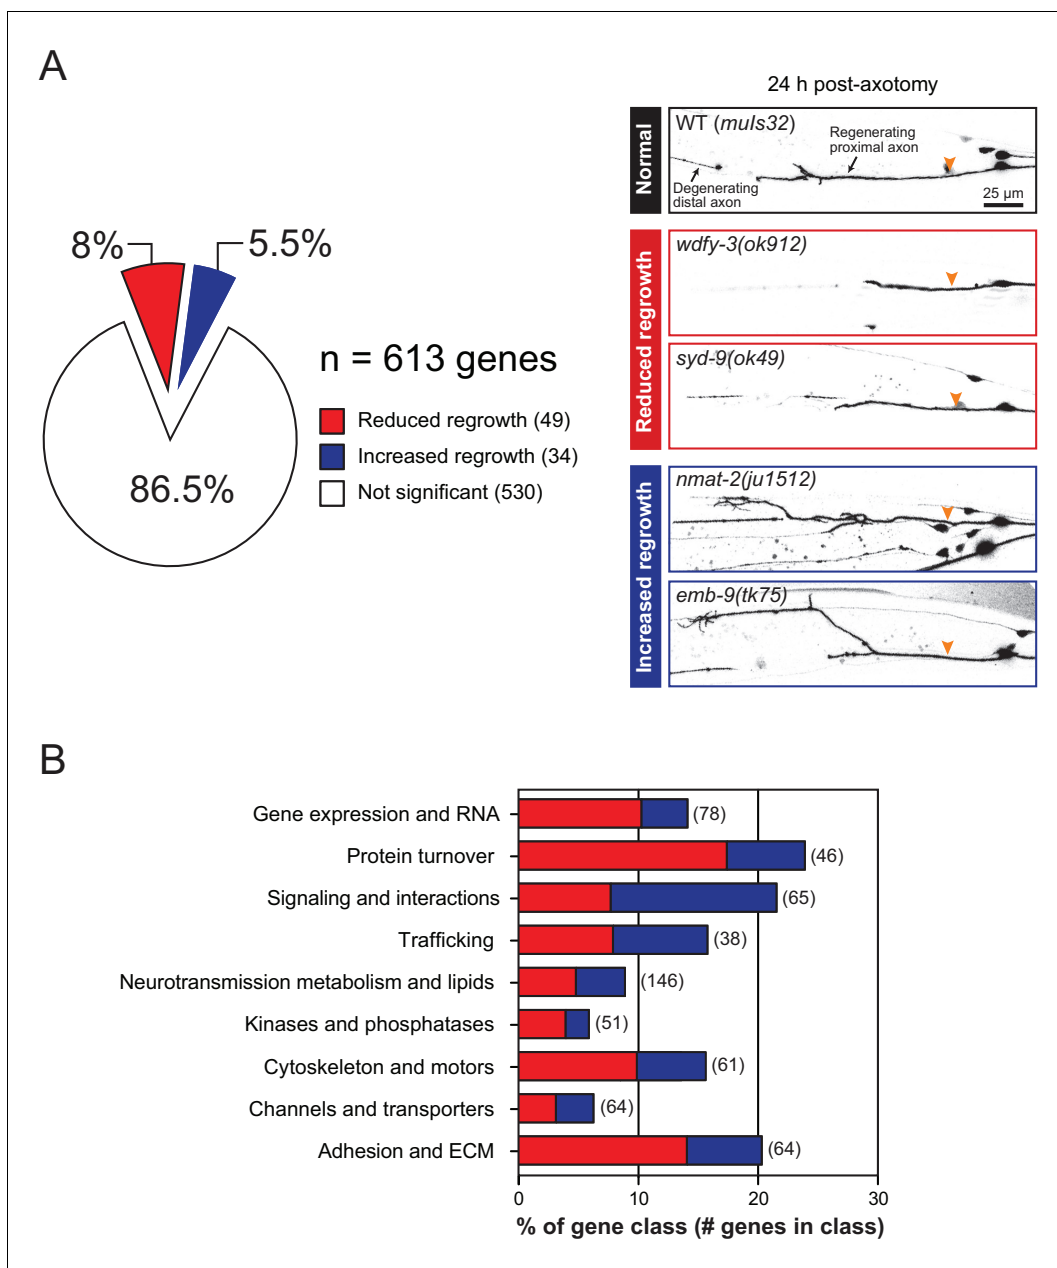 A
8%
5.5%
86.5%
n = 613 genes
Reduced regrowth (49)
Increased regrowth (34)
Not significant (530)
24 h post-axotomy
Normal
WT (muIs32)
Regenerating
proximal axon
Degenerating
distal axon
25 µm
Reduced regrowth
wdfy-3(ok912)
syd-9(ok49)
Increased regrowth
nmat-2(ju1512)
emb-9(tk75)
B
Gene expression and RNA (78)
Protein turnover (46)
Signaling and interactions (65)
Trafficking (38)
Neurotransmission metabolism and lipids (146)
Kinases and phosphatases (51)
Cytoskeleton and motors (61)
Channels and transporters (64)
Adhesion and ECM (64)
0 10 20 30
% of gene class (# genes in class)